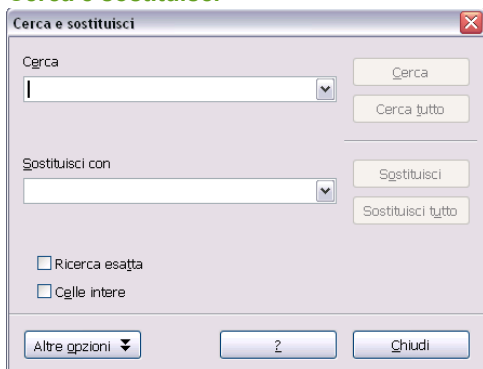 Cerca e sostituisci
Cerca e sostituisci
Cerca
Cerca
Cerca tutto
Sostituisci con
Sostituisci
Sostituisci tutto
Ricerca esatta
Celle intere
Altre opzioni
?
Chiudi